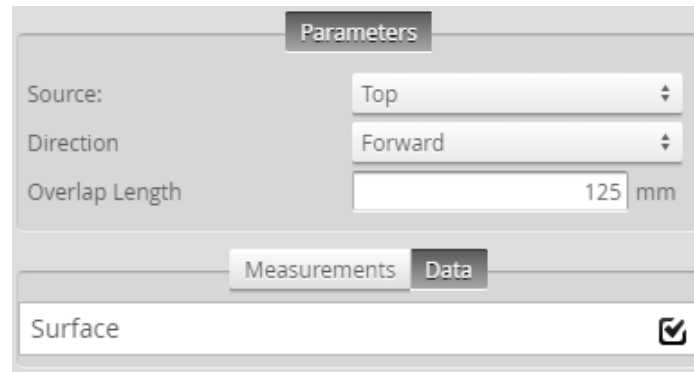 Parameters
Source: Top
Direction Forward
Overlap Length 125 mm
Measurements Data
Surface